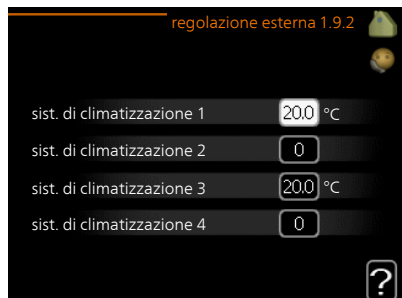 regolazione esterna 1.9.2
sist. di climatizzazione 1 20.0 °C
sist. di climatizzazione 2 0
sist. di climatizzazione 3 20.0 °C
sist. di climatizzazione 4 0
?